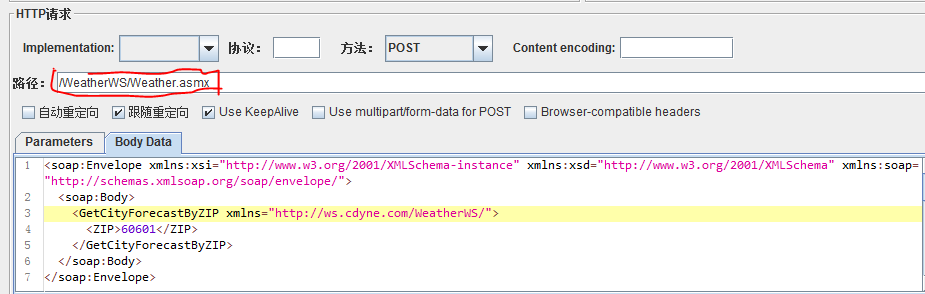 HTTP请求
Implementation: 协议: 方法: POST Content encoding:
路径: /WeatherWS/Weather.asmx
自动重定向 跟随重定向 Use KeepAlive Use multipart/form-data for POST Browser-compatible headers
Parameters Body Data
1 <soap:Envelope xmlns:xsi="http://www.w3.org/2001/XMLSchema-instance" xmlns:xsd="http://www.w3.org/2001/XMLSchema" xmlns:soap=
"http://schemas.xmlsoap.org/soap/envelope/">
2 <soap:Body>
3 <GetCityForecastByZIP xmlns="http://ws.cdyne.com/WeatherWS/">
4 <ZIP>60601</ZIP>
5 </GetCityForecastByZIP>
6 </soap:Body>
7 </soap:Envelope>